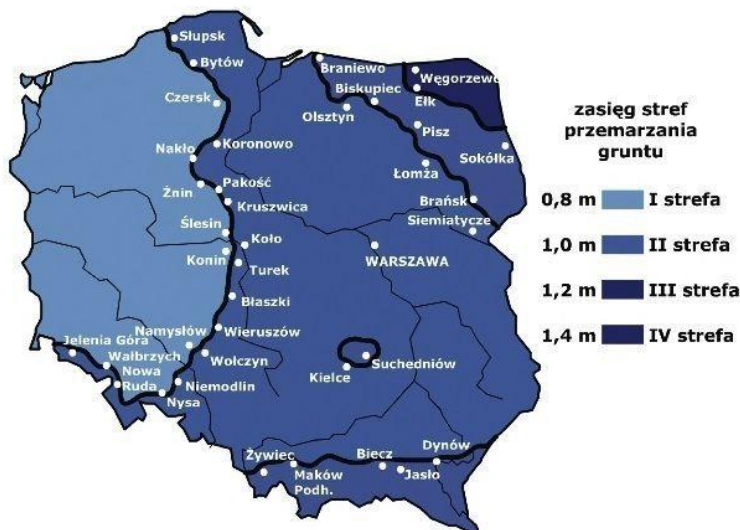 Słupsk
Bytów
Czersk
Koronowo
Nakło
Żnin
Pakość
Kruszwica
Ślesin
Koło
Konin
Turek
Błaszki
Namysłów
Wieruszów
Wołczyn
Jelenia Góra
Wałbrzych
Nowa
Ruda
Niemodlin
Nysa
Braniewo
Biskupiec
Olsztyn
Węgorzewo
Ełk
Pisz
Sokółka
Łomża
Brańsk
Siemiatycze
WARSZAWA
Suchedniów
Kielce
Żywiec
Maków
Podh.
Biecz
Jasło
Dynów
zasięg stref
przemarzania
gruntu
0,8 m I strefa
1,0 m II strefa
1,2 m III strefa
1,4 m IV strefa